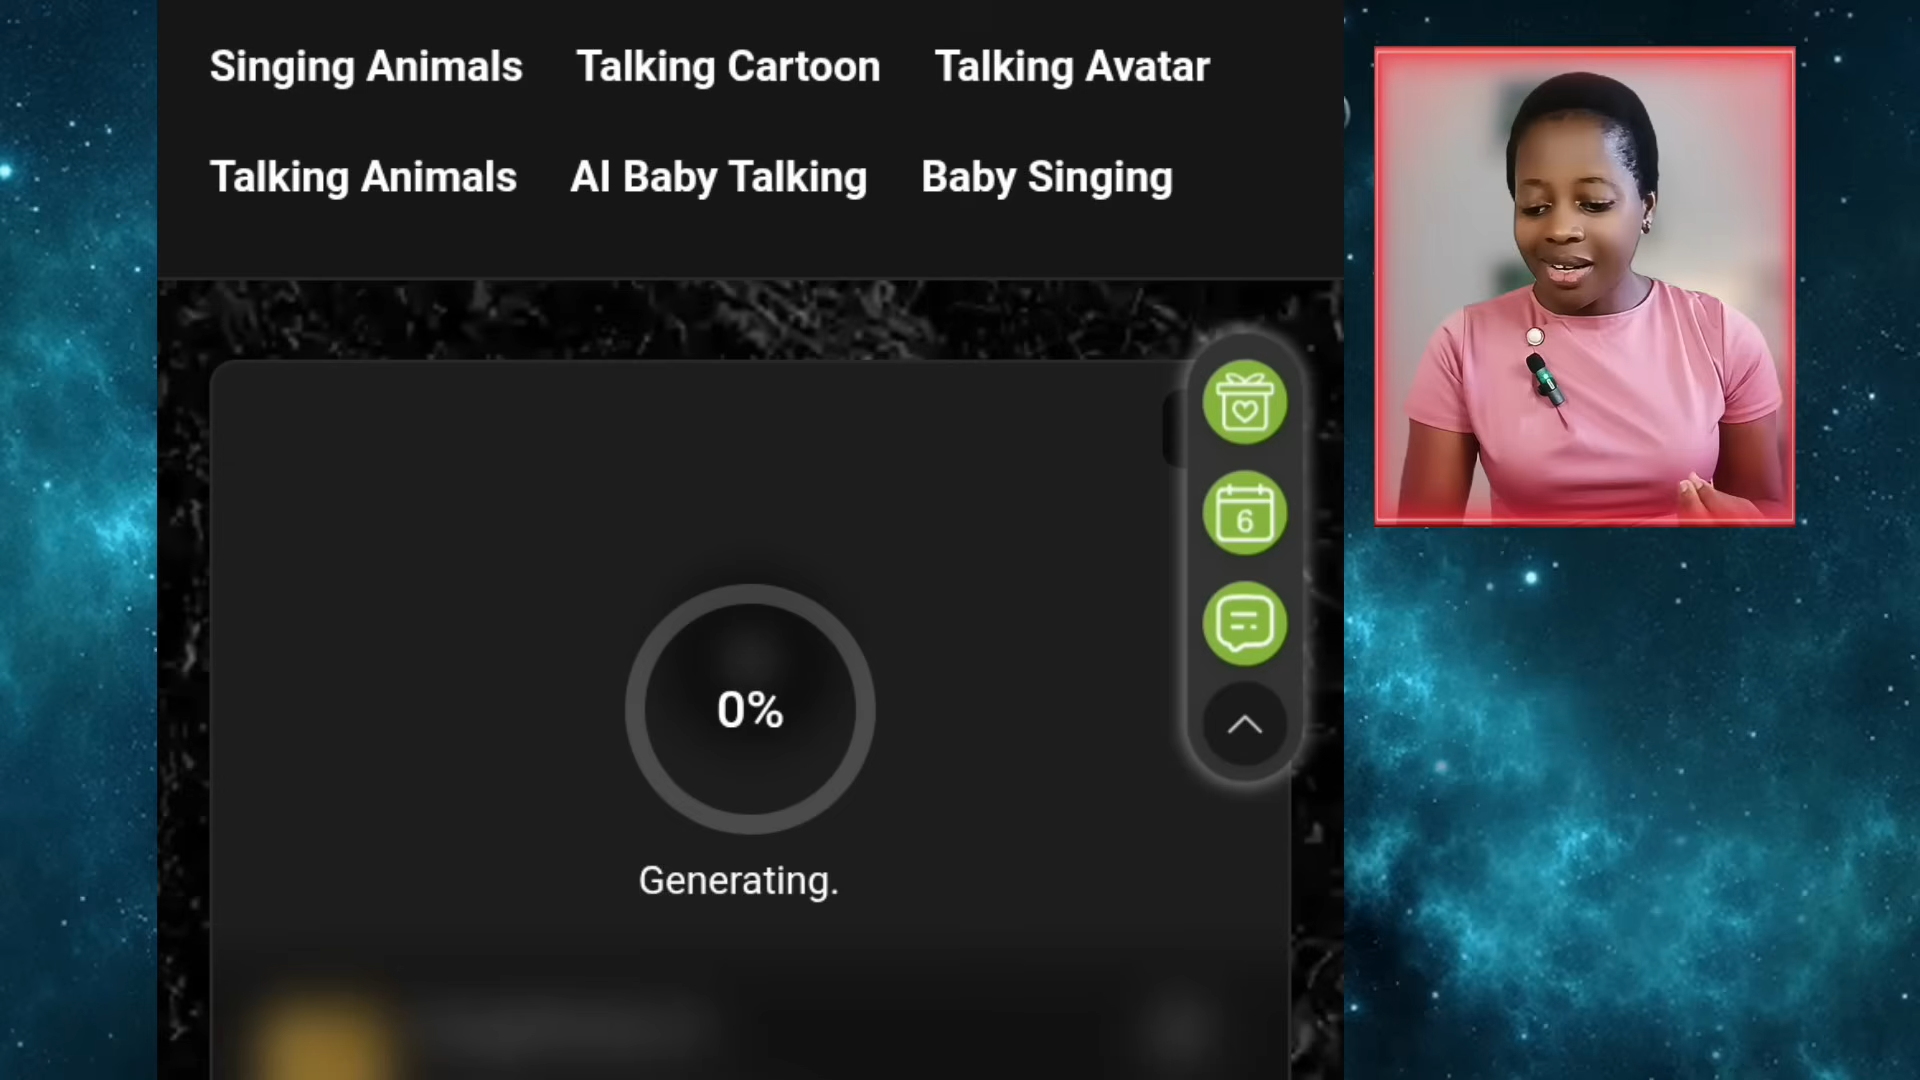 Singing Animals Talking Cartoon Talking Avatar
Talking Animals AI Baby Talking Baby Singing
6
0%
Generating.